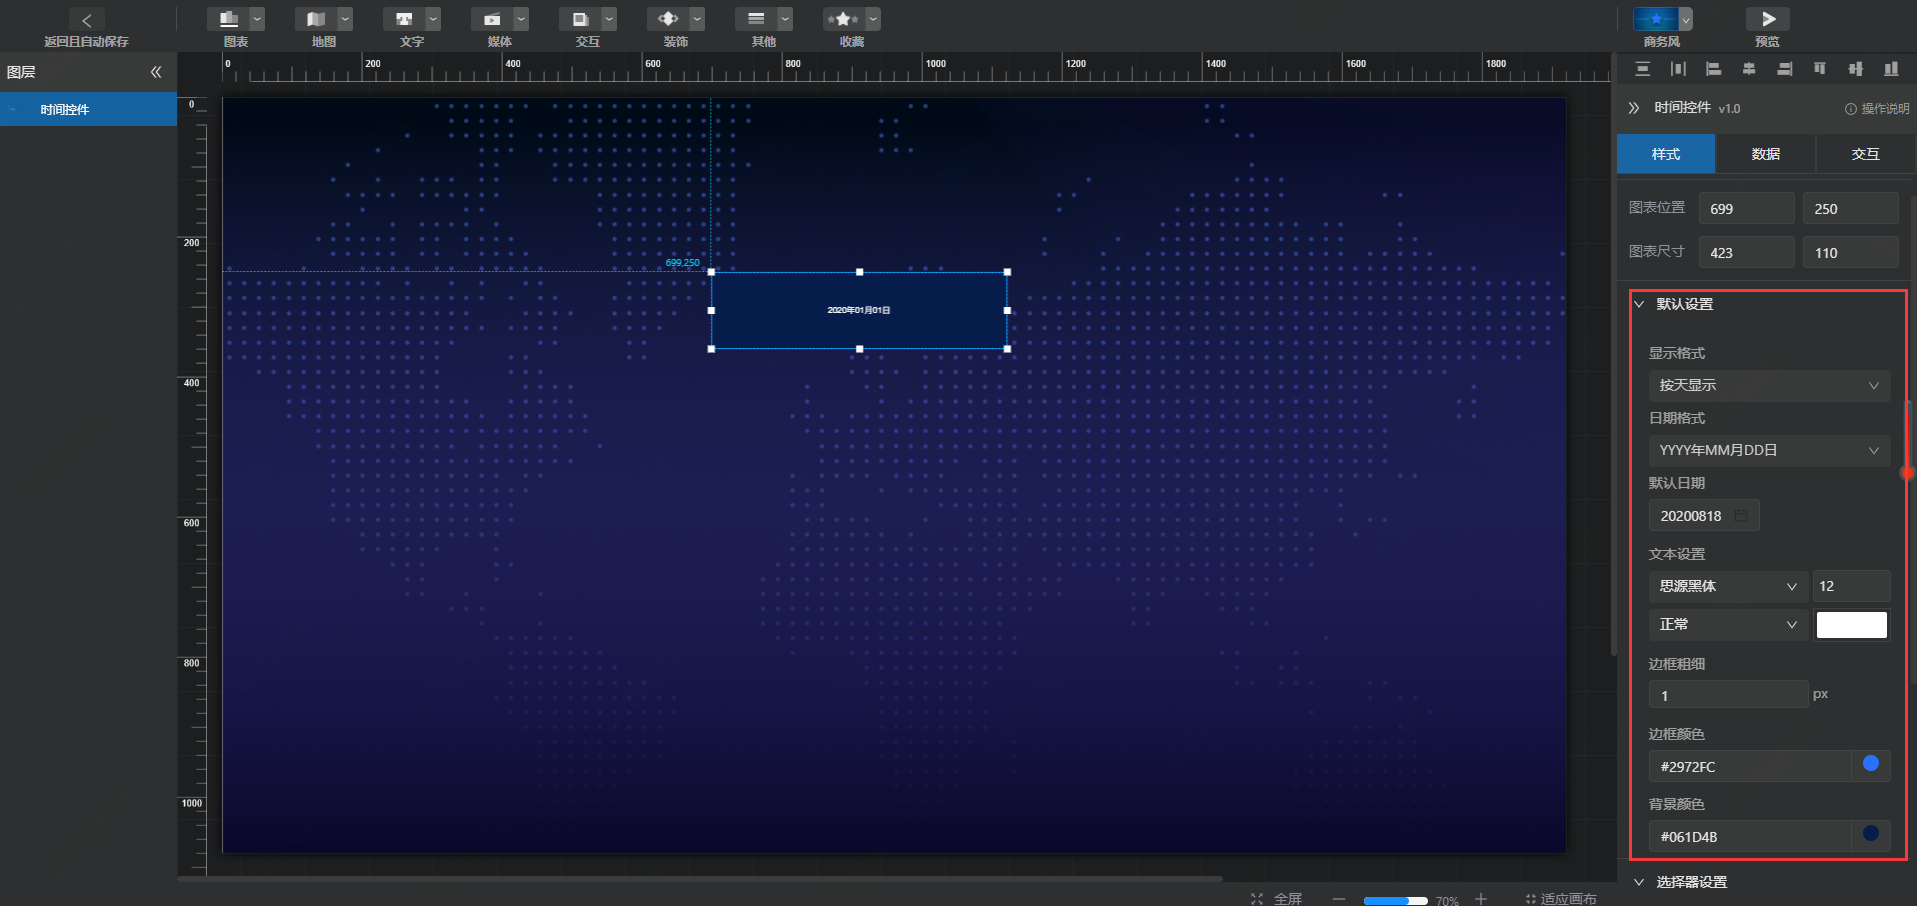 返回且自动保存
图表
地图
文字
媒体
交互
装饰
其他
收藏
商务风
预览
图层
时间控件
0 200 400 600 800 1000 1200 1400 1600 1800
0
200
400
600
800
1000
699,250
2020年01月01日
时间控件 v1.0 操作说明
样式 数据 交互
图表位置 699 250
图表尺寸 423 110
默认设置
显示格式
按天显示
日期格式
YYYY年MM月DD日
默认日期
20200818
文本设置
思源黑体 12
正常
边框粗细
1 px
边框颜色
#2972FC
背景颜色
#061D4B
选择器设置
全屏 70% 适应画布